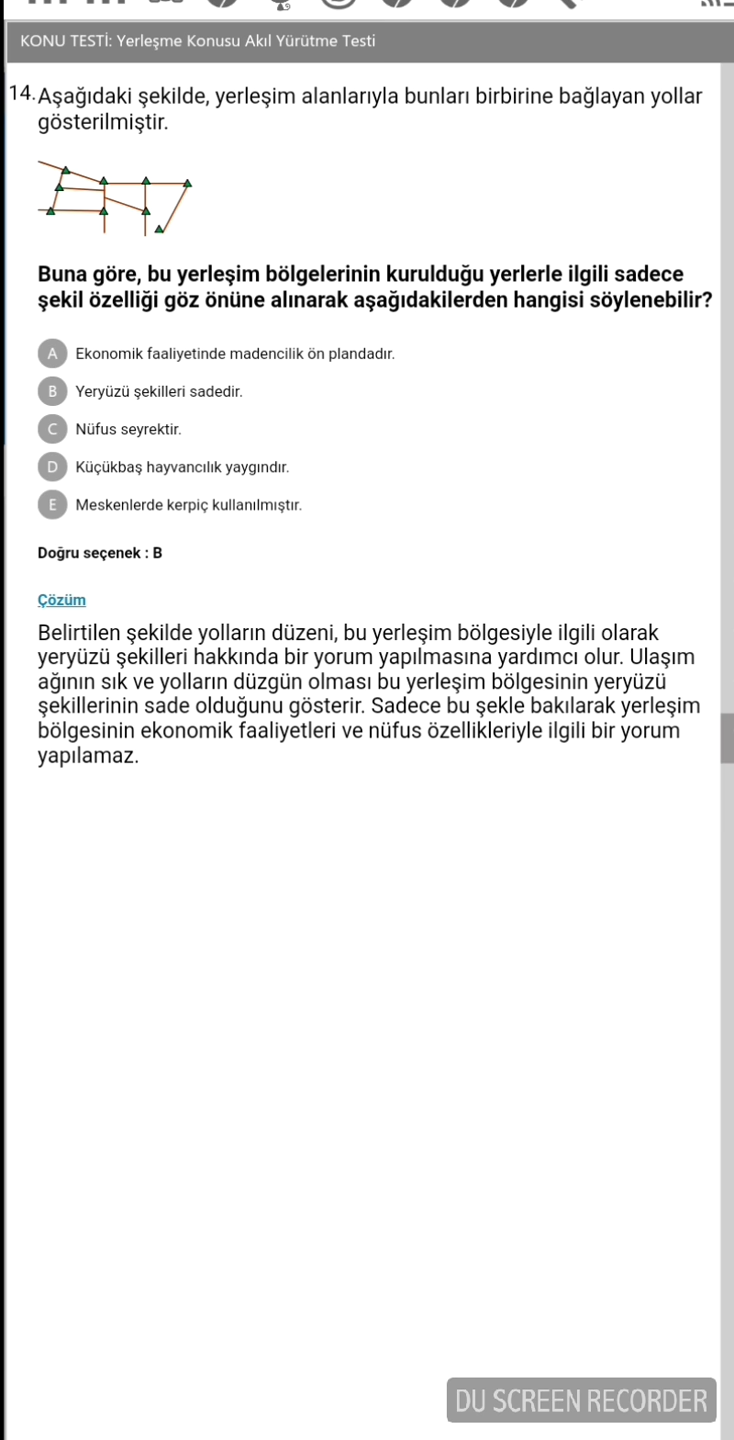 KONU TESTİ: Yerleşme Konusu Akıl Yürütme Testi
14. Aşağıdaki şekilde, yerleşim alanlarıyla bunları birbirine bağlayan yollar
gösterilmiştir.
Buna göre, bu yerleşim bölgelerinin kurulduğu yerlerle ilgili sadece
şekil özelliği göz önüne alınarak aşağıdakilerden hangisi söylenebilir?
A Ekonomik faaliyetinde madencilik ön plandadır.
B Yeryüzü şekilleri sadedir.
C Nüfus seyrektir.
D Küçükbaş hayvancılık yaygındır.
E Meskenlerde kerpiç kullanılmıştır.
Doğru seçenek : B
Çözüm
Belirtilen şekilde yolların düzeni, bu yerleşim bölgesiyle ilgili olarak
yeryüzü şekilleri hakkında bir yorum yapılmasına yardımcı olur. Ulaşım
ağının sık ve yolların düzgün olması bu yerleşim bölgesinin yeryüzü
şekillerinin sade olduğunu gösterir. Sadece bu şekle bakılarak yerleşim
bölgesinin ekonomik faaliyetleri ve nüfus özellikleriyle ilgili bir yorum
yapılamaz.
DU SCREEN RECORDER